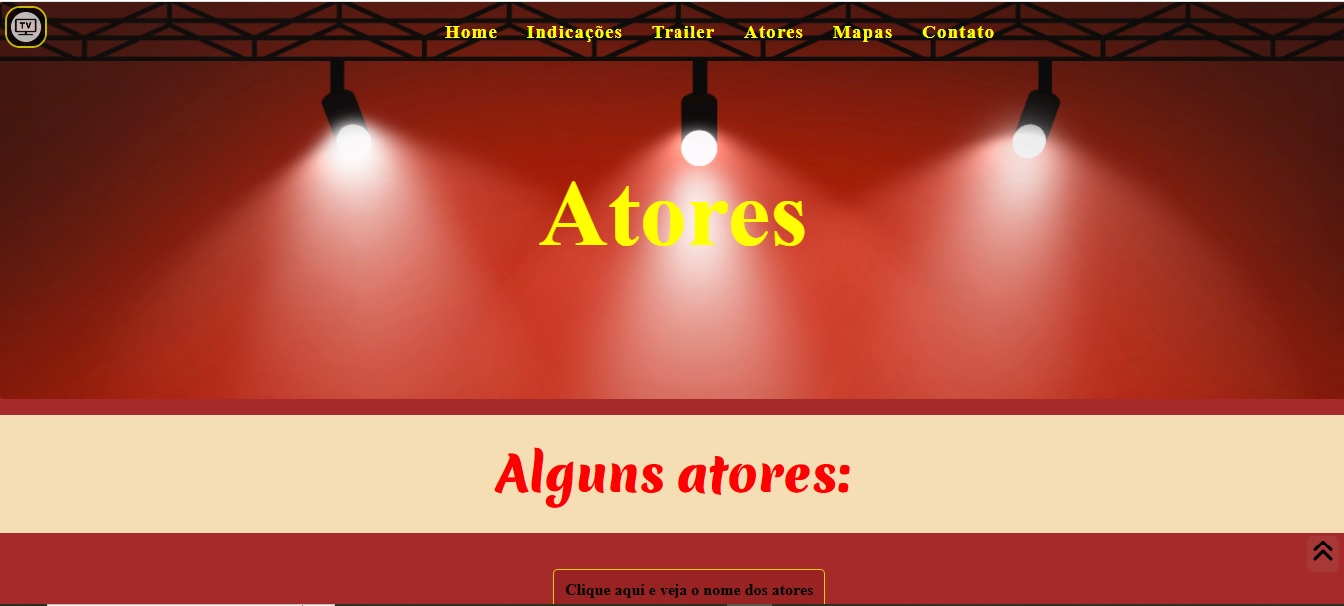 TV
Home Indicações Trailer Atores Mapas Contato
Atores
Alguns atores:
Clique aqui e veja o nome dos atores